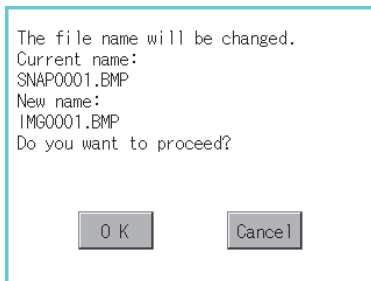 The file name will be changed.
Current name:
SNAP0001.BMP
New name:
IMG0001.BMP
Do you want to proceed?
O K
Cancel